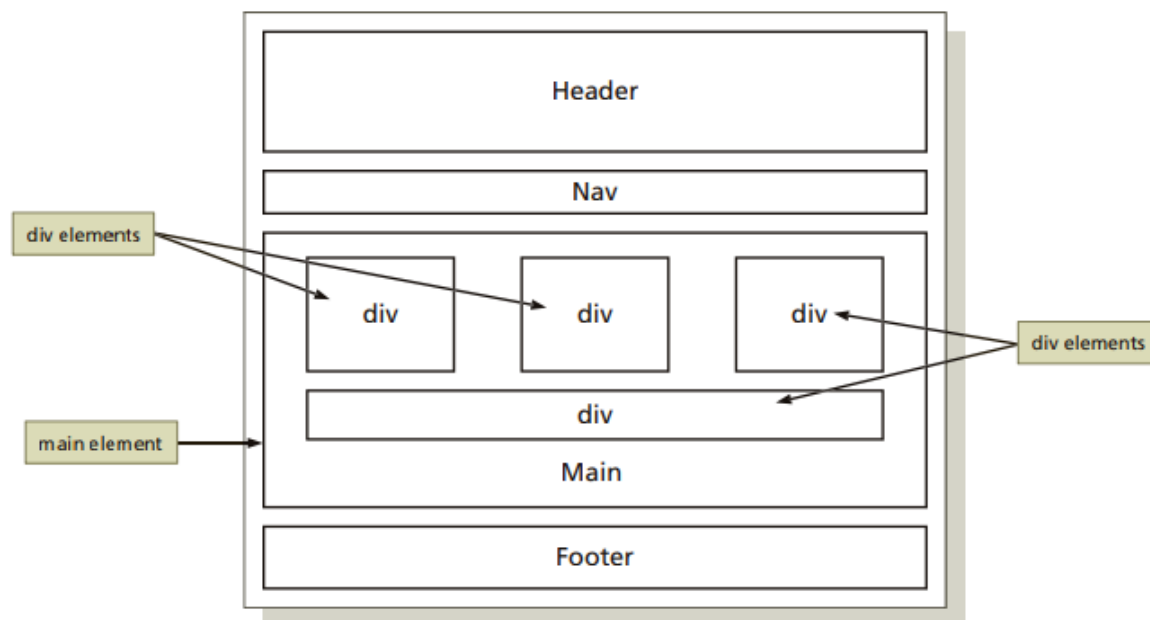 Header
Nav
div elements
div
div
div
div elements
div
main element
Main
Footer